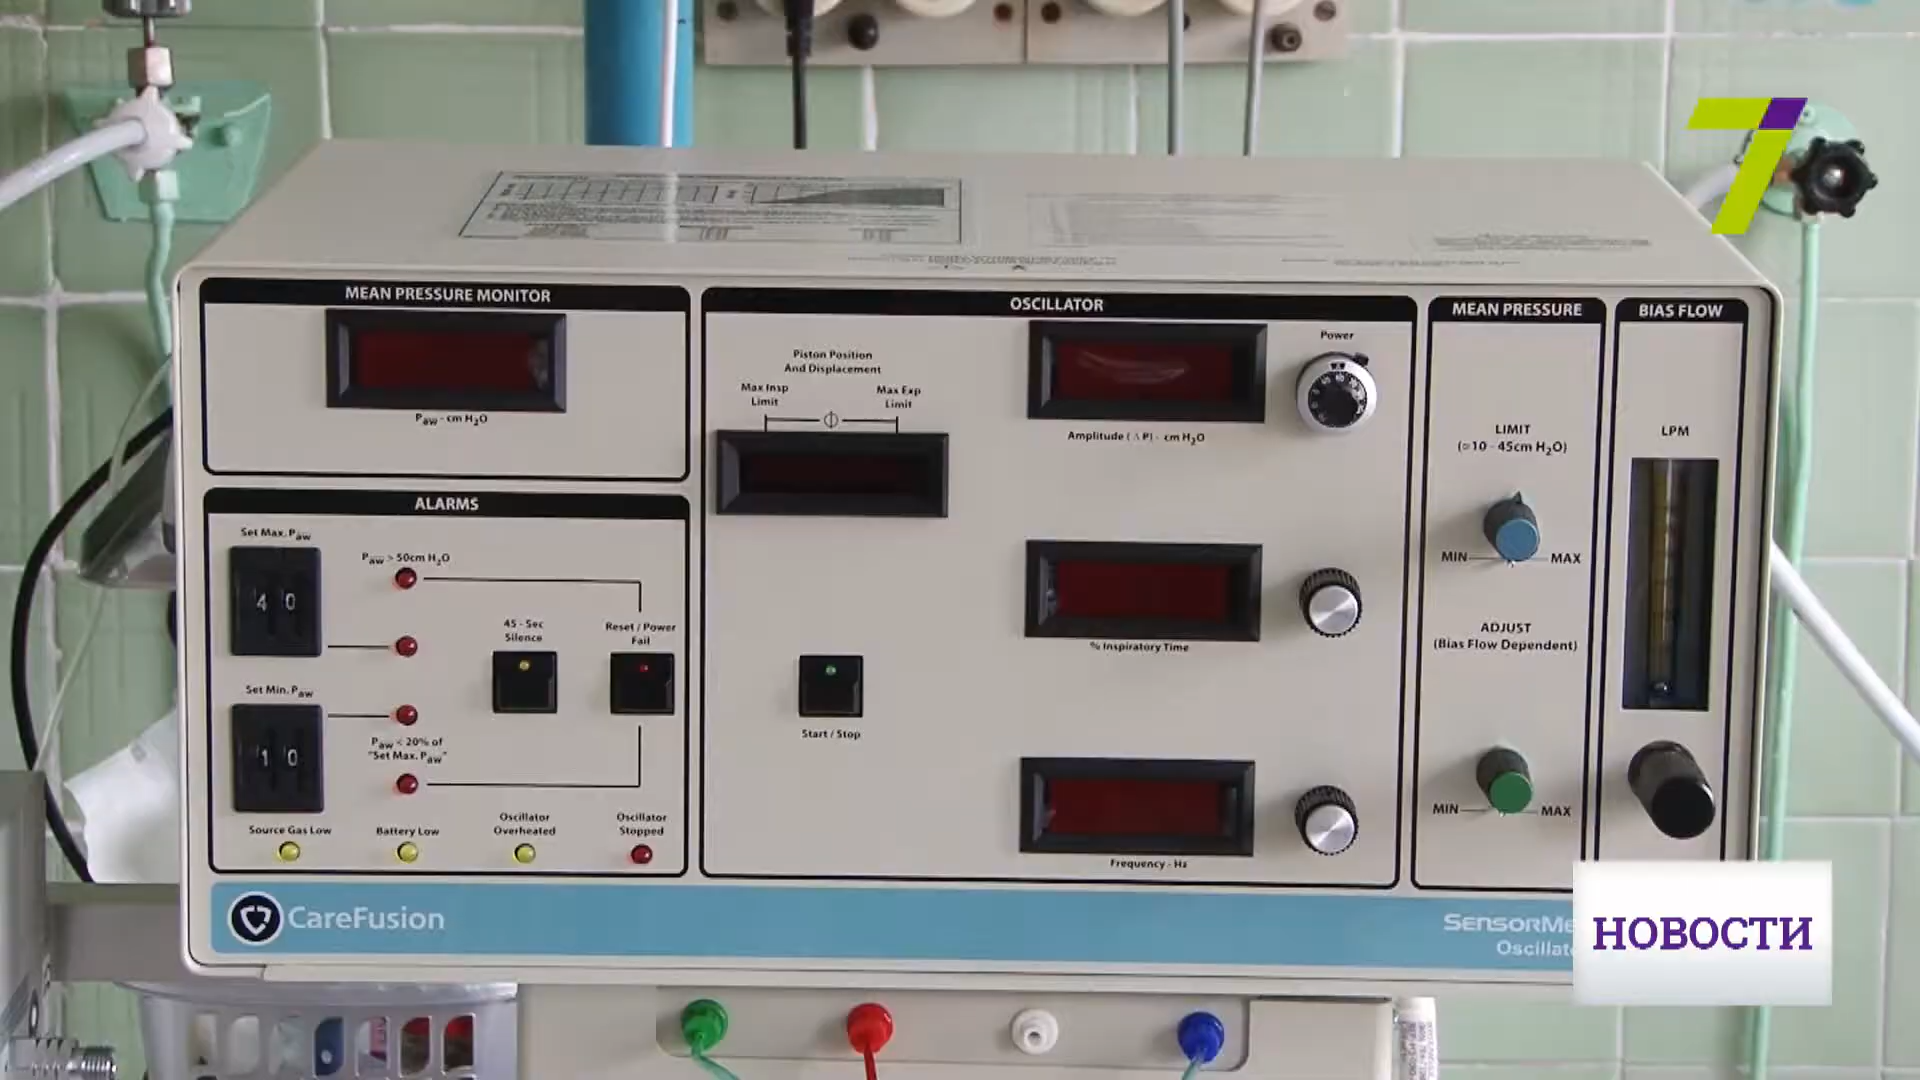 7
MEAN PRESSURE MONITOR
Paw - cm H2O
ALARMS
Set Max. Paw
40
Paw > 50cm H2O
45 - Sec
Silence
Reset / Power
Fail
Set Min. Paw
10
Paw < 20% of
"Set Max. Paw"
Source Gas Low
Battery Low
Oscillator
Overheated
Oscillator
Stopped
OSCILLATOR
Piston Position
And Displacement
Max Insp
Limit
Max Exp
Limit
Power
Amplitude (ΔP) - cm H2O
% Inspiratory Time
Start / Stop
Frequency - Hz
MEAN PRESSURE
LIMIT
(≈10 - 45cm H2O)
MIN
MAX
ADJUST
(Bias Flow Dependent)
MIN
MAX
BIAS FLOW
LPM
CareFusion
SENSORME
Oscillat
НОВОСТИ